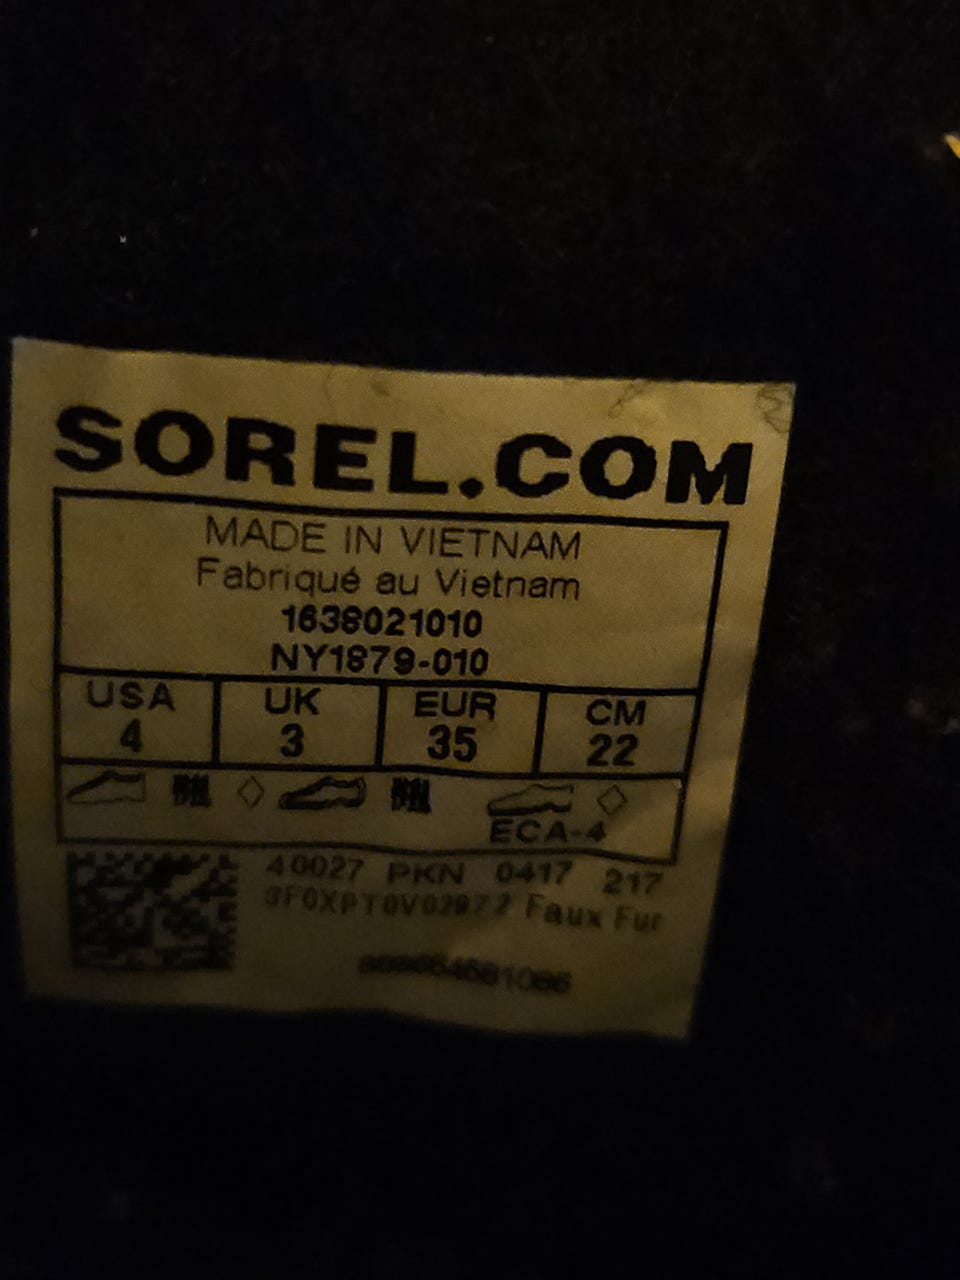 SOREL.COM
MADE IN VIETNAM
Fabriqué au Vietnam
1638021010
NY1879-010
USA UK EUR CM
4 3 35 22
ECA-4
40027 PKN 0417 217
Faux Fur